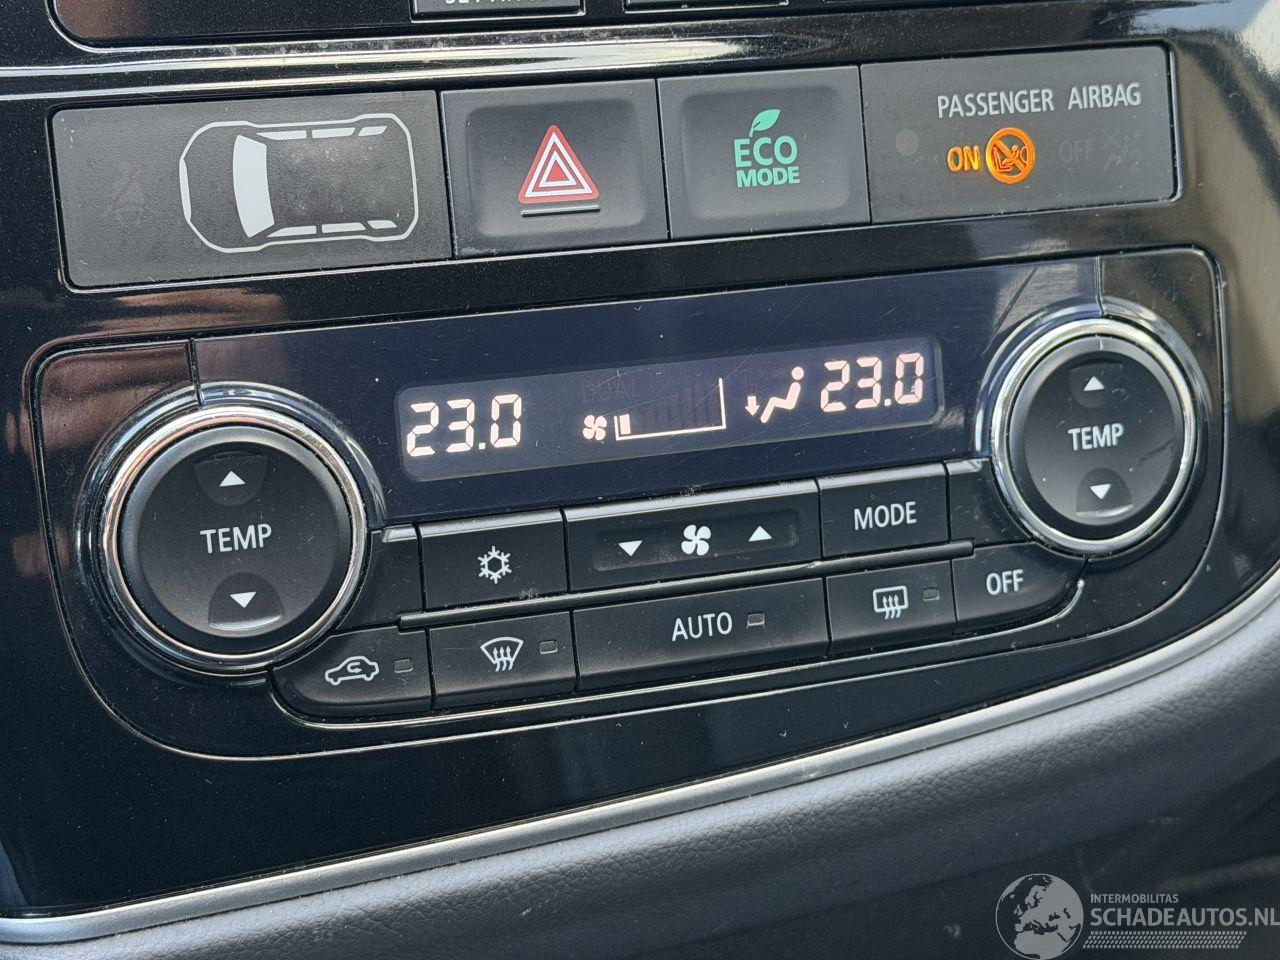 PASSENGER AIRBAG
ECO
MODE
ON
OFF
23.0
23.0
TEMP
TEMP
MODE
AUTO
OFF
INTERMOBILITAS
SCHADEAUTOS.NL